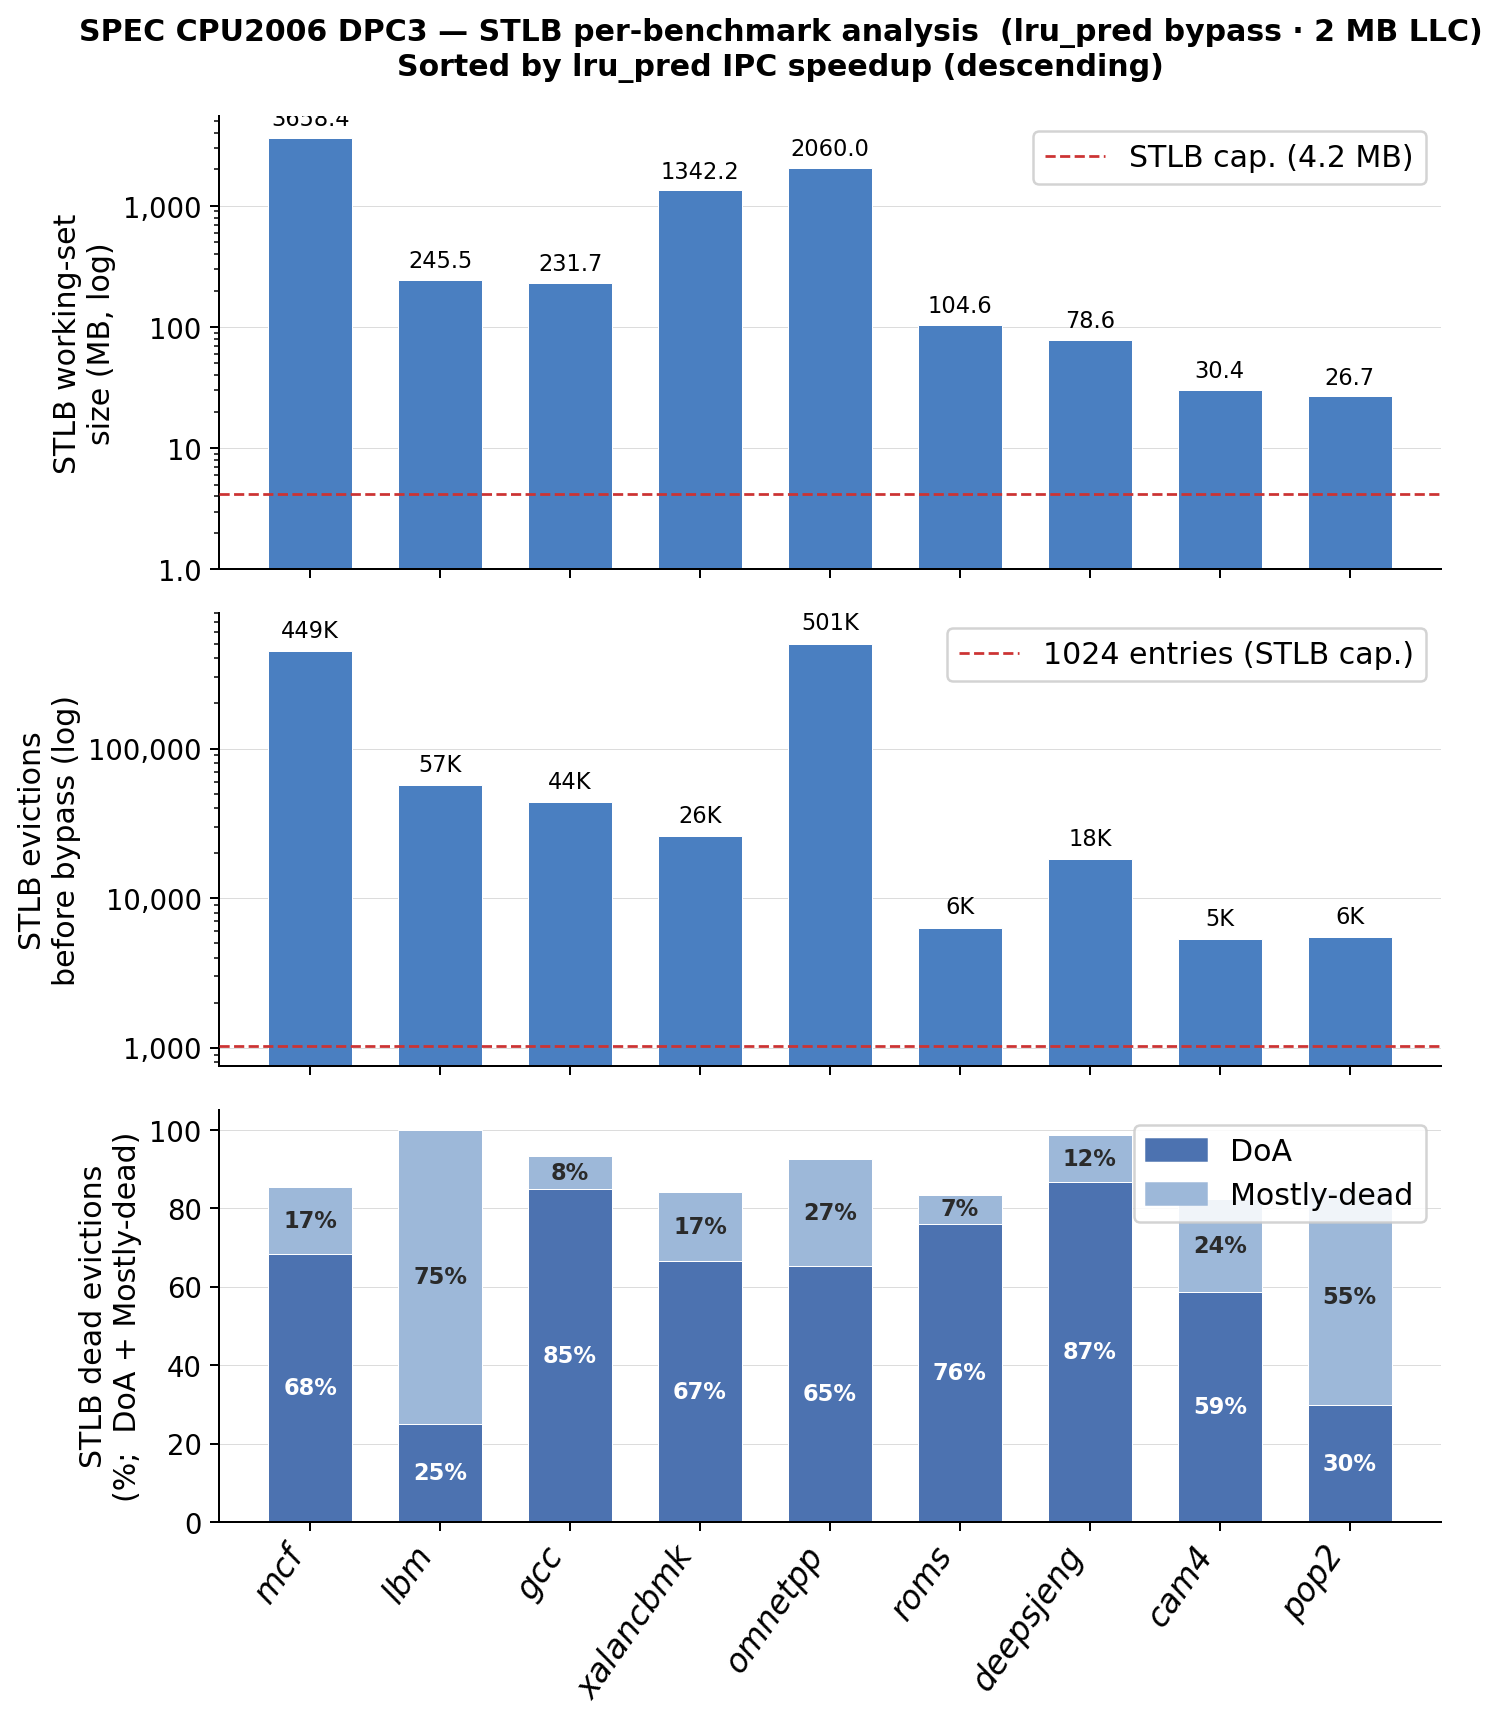 SPEC CPU2006 DPC3 — STLB per-benchmark analysis  (lru_pred bypass · 2 MB LLC)
Sorted by lru_pred IPC speedup (descending)
STLB working-set
size (MB, log)
1,000
100
10
1.0
3658.4
245.5
231.7
1342.2
2060.0
104.6
78.6
30.4
26.7
STLB cap. (4.2 MB)
STLB evictions
before bypass (log)
100,000
10,000
1,000
449K
57K
44K
26K
501K
6K
18K
5K
6K
1024 entries (STLB cap.)
STLB dead evictions
(%;  DoA + Mostly-dead)
100
80
60
40
20
0
17%
68%
75%
25%
8%
85%
17%
67%
27%
65%
7%
76%
12%
87%
24%
59%
55%
30%
DoA
Mostly-dead
mcf
lbm
gcc
xalancbmk
omnetpp
roms
deepsjeng
cam4
pop2